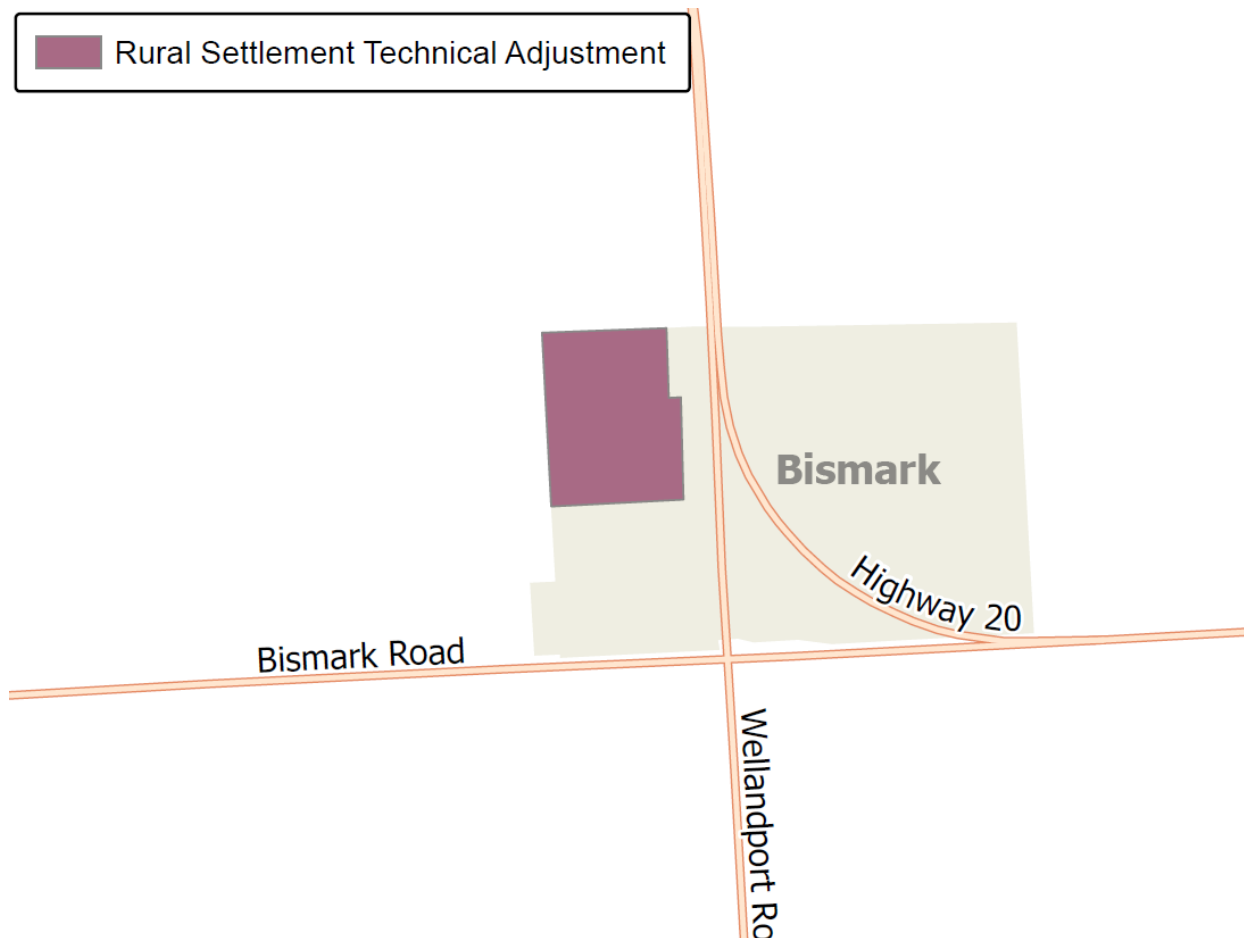 Rural Settlement Technical Adjustment
Bismark
Highway 20
Bismark Road
Wellandport Ro